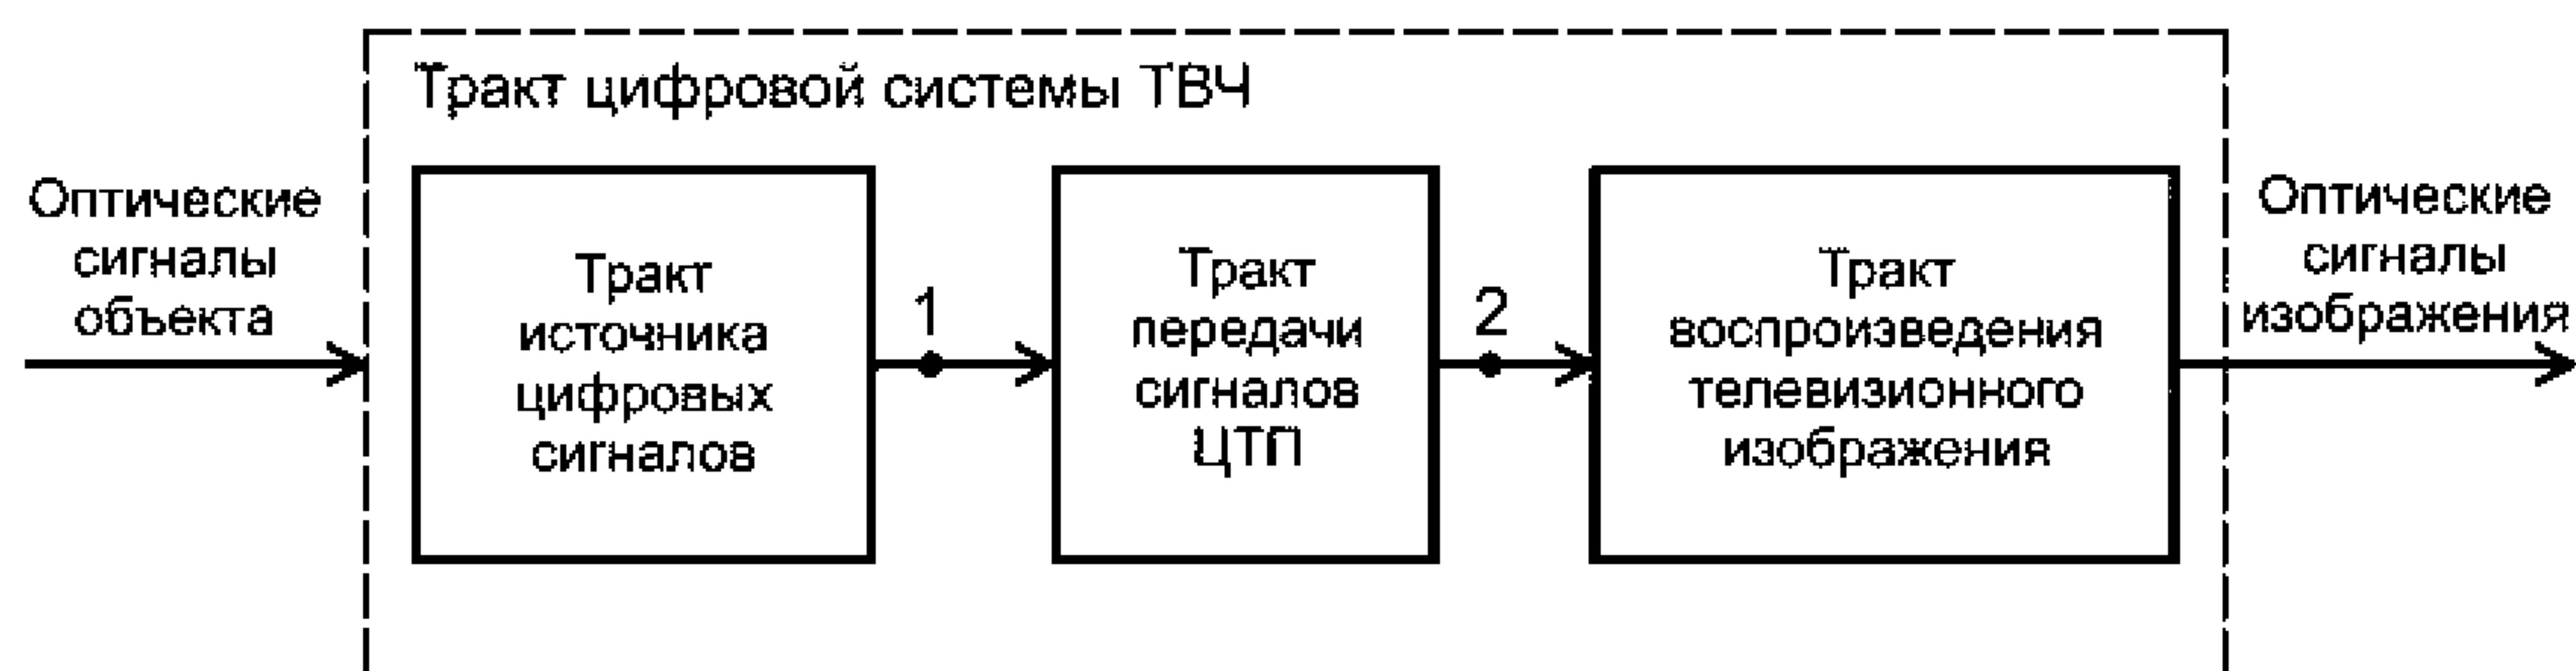 Тракт цифровой системы ТВЧ
Оптические
сигналы
объекта
Тракт
источника
цифровых
сигналов
1
Тракт
передачи
сигналов
ЦТП
2
Тракт
воспроизведения
телевизионного
изображения
Оптические
сигналы
изображения